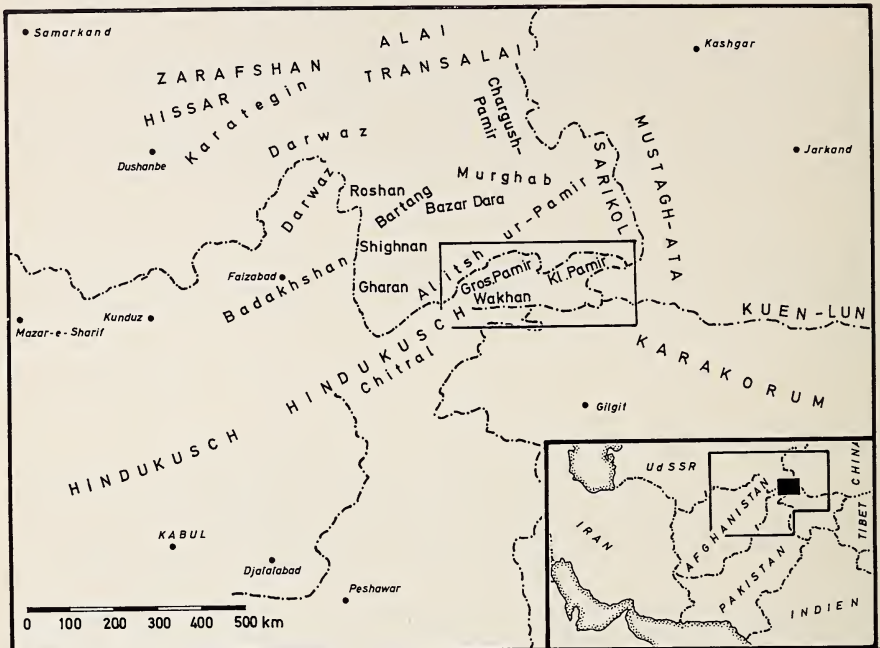 Samarkand
ALAI
Kashgar
ZARAFSHAN
TRANSALAI
HISSAR
Karategin
Chargush-
Pamir
Dushanbe
Darwaz
MUSTAGH-ATA
Jarkand
SARIKOL
Murghab
Darwaz
Roshan
Bartang
Bazar Dara
Alitshur-Pamir
Shighnan
Faizabad
Badakhshan
Gharan
Gros.Pamir
Kl.Pamir
Wakhan
Kunduz
Mazar-e-Sharif
KUEN-LUN
HINDUKUSCH
Chitral
KARAKORUM
Gilgit
HINDUKUSCH
KABUL
Djalalabad
Peshawar
0 100 200 300 400 500 km
UdSSR
CHINA
TIBET
IRAN
AFGHANISTAN
PAKISTAN
INDIEN